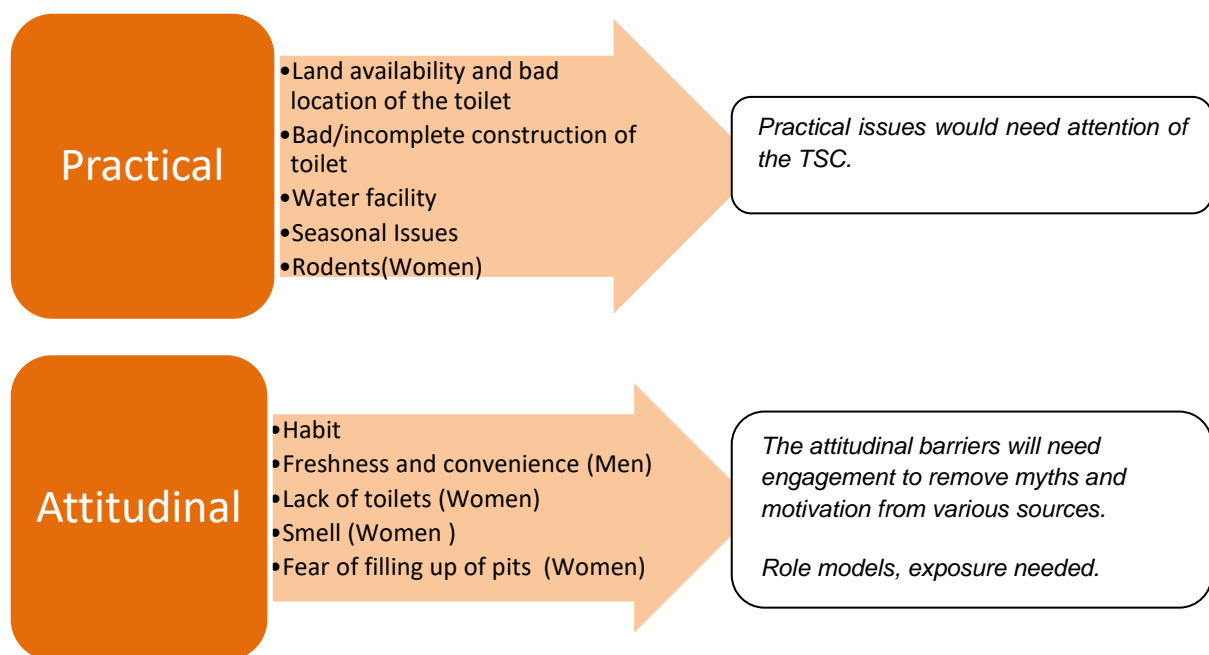 Practical
•Land availability and bad
location of the toilet
•Bad/incomplete construction of
toilet
•Water facility
•Seasonal Issues
•Rodents(Women)
Practical issues would need attention of
the TSC.
Attitudinal
•Habit
•Freshness and convenience (Men)
•Lack of toilets (Women)
•Smell (Women )
•Fear of filling up of pits (Women)
The attitudinal barriers will need
engagement to remove myths and
motivation from various sources.
Role models, exposure needed.